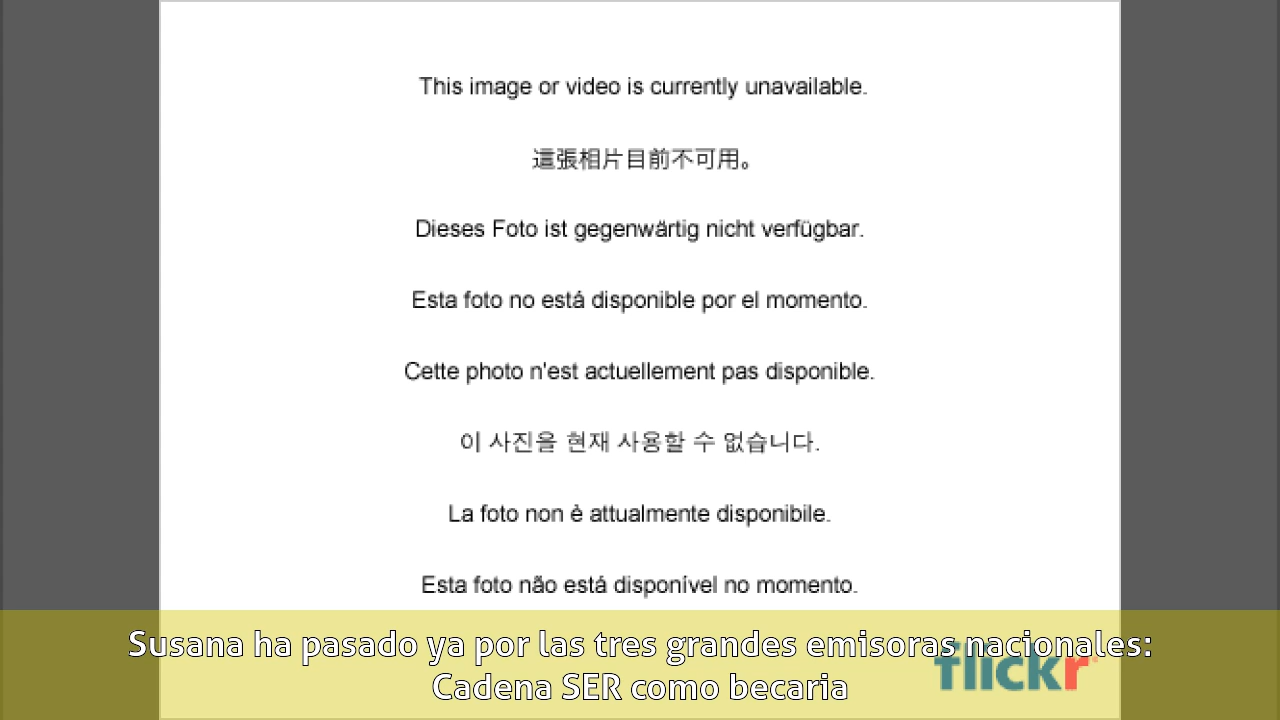 This image or video is currently unavailable.
這張相片目前不可用。
Dieses Foto ist gegenwärtig nicht verfügbar.
Esta foto no está disponible por el momento.
Cette photo n'est actuellement pas disponible.
이 사진을 현재 사용할 수 없습니다.
La foto non è attualmente disponibile.
Esta foto não está disponível no momento.
Susana ha pasado ya por las tres grandes emisoras nacionales:
Cadena SER como becaria
flickr